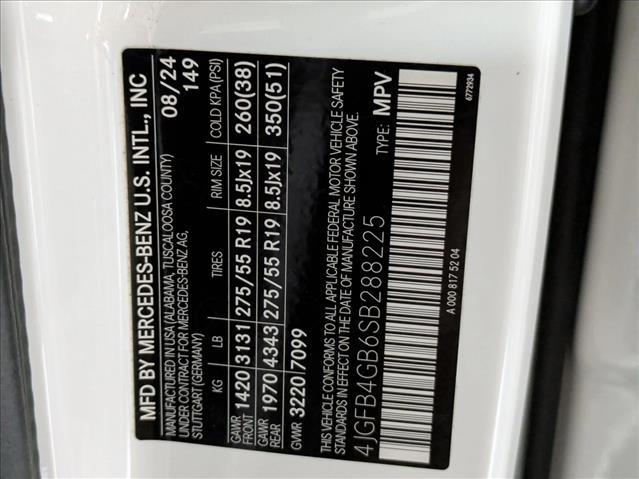 MFD BY MERCEDES-BENZ U.S. INTL., INC
MANUFACTURED IN USA (ALABAMA, TUSCALOOSA COUNTY) 08/24
UNDER CONTRACT FOR MERCEDES-BENZ AG, 149
STUTTGART (GERMANY)
KG LB TIRES RIM SIZE COLD KPA (PSI)
GAWR FRONT 1420 3131 275/55 R19 8.5Jx19 260(38)
GAWR REAR 1970 4343 275/55 R19 8.5Jx19 350(51)
GVWR 3220 7099
THIS VEHICLE CONFORMS TO ALL APPLICABLE FEDERAL MOTOR VEHICLE SAFETY
STANDARDS IN EFFECT ON THE DATE OF MANUFACTURE SHOWN ABOVE.
4JGFB4GB6SB288225 TYPE: MPV
A 000 817 52 04
6772934